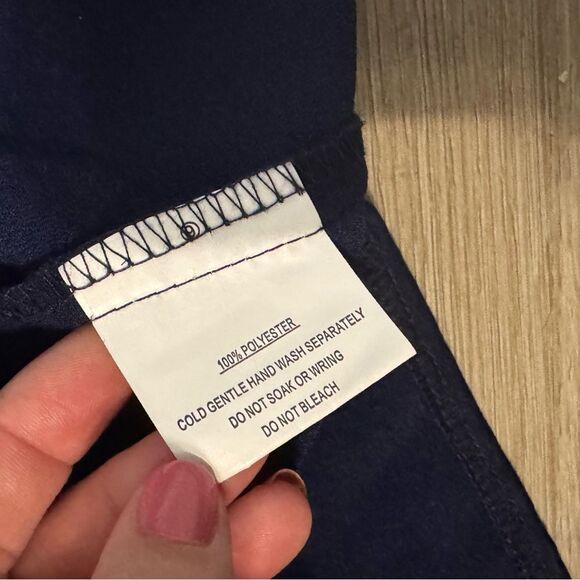 100% POLYESTER
COLD GENTLE HAND WASH SEPARATELY
DO NOT SOAK OR WRING
DO NOT BLEACH